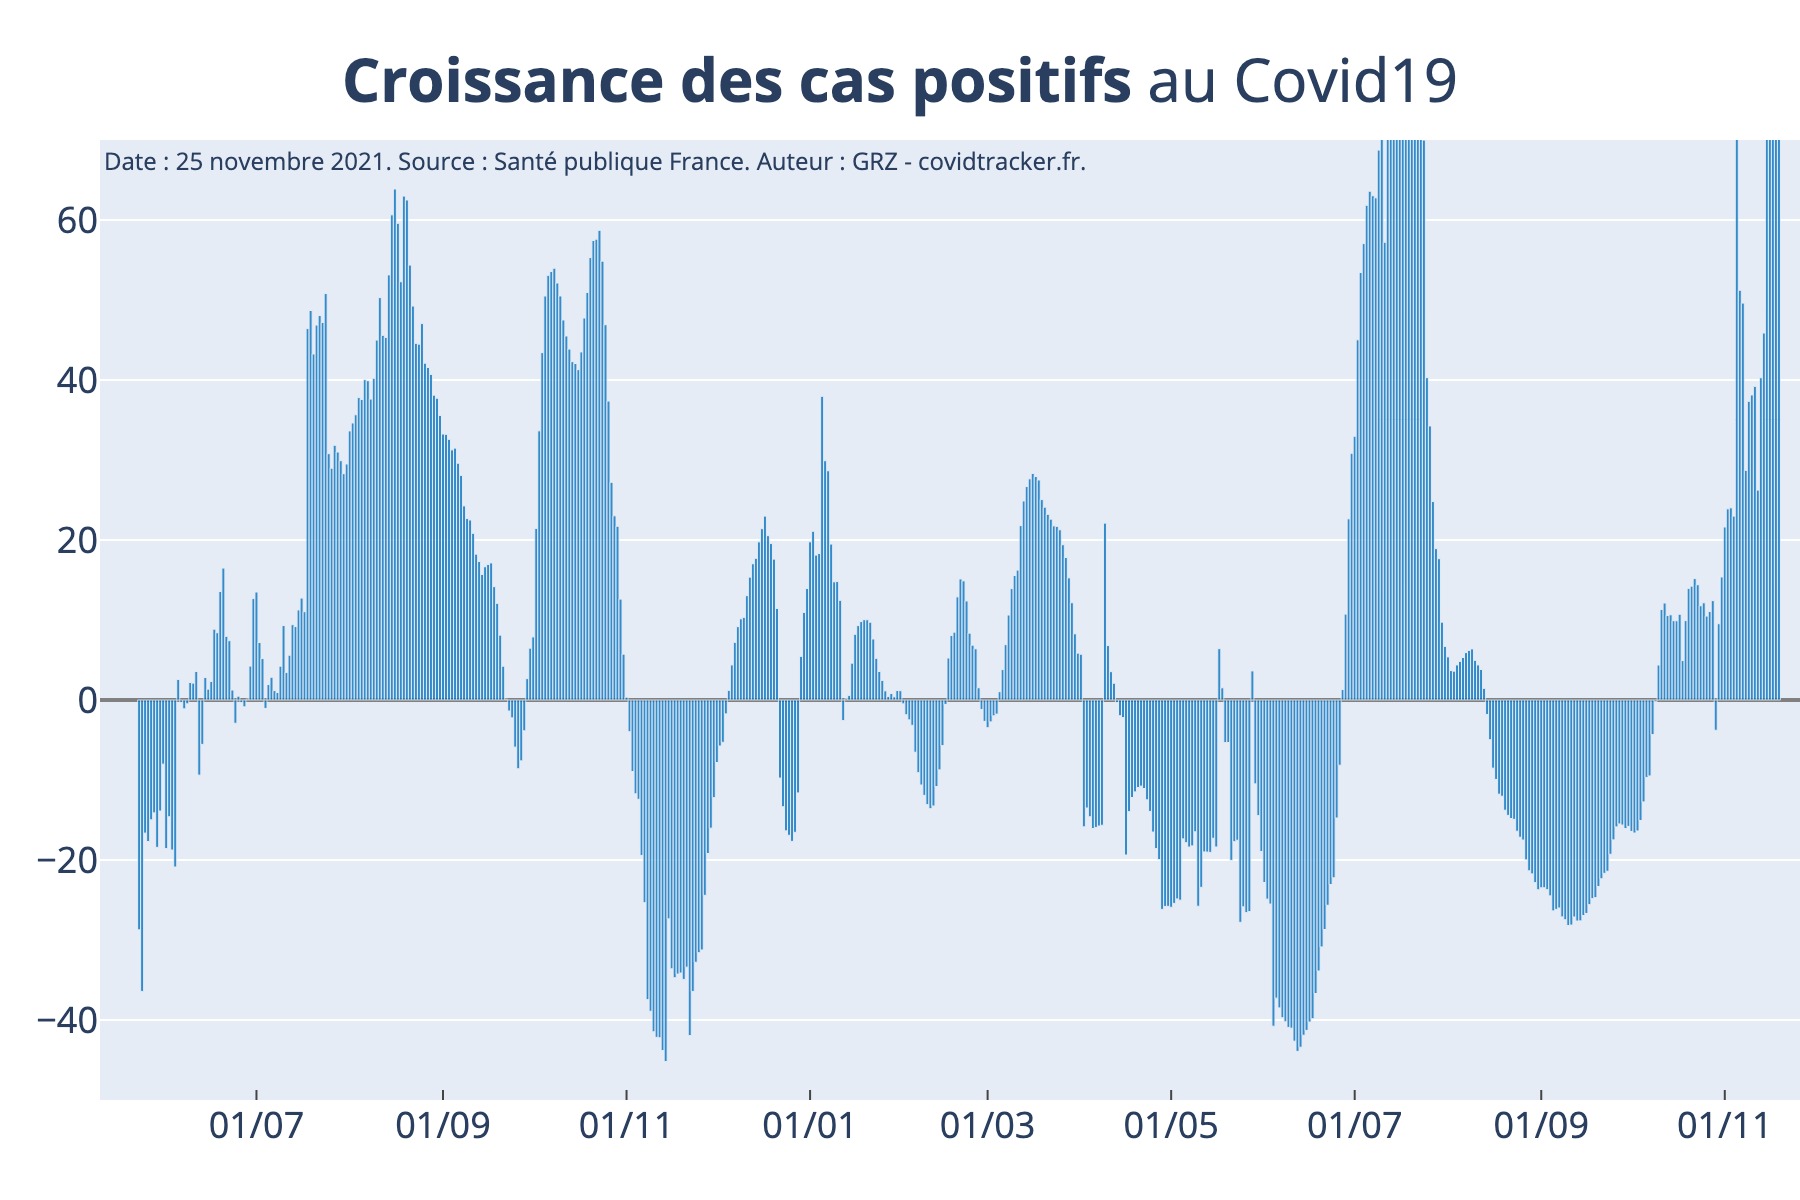 Croissance des cas positifs au Covid19
Date : 25 novembre 2021. Source : Santé publique France. Auteur : GRZ - covidtracker.fr.
60
40
20
0
−20
−40
01/07 01/09 01/11 01/01 01/03 01/05 01/07 01/09 01/11